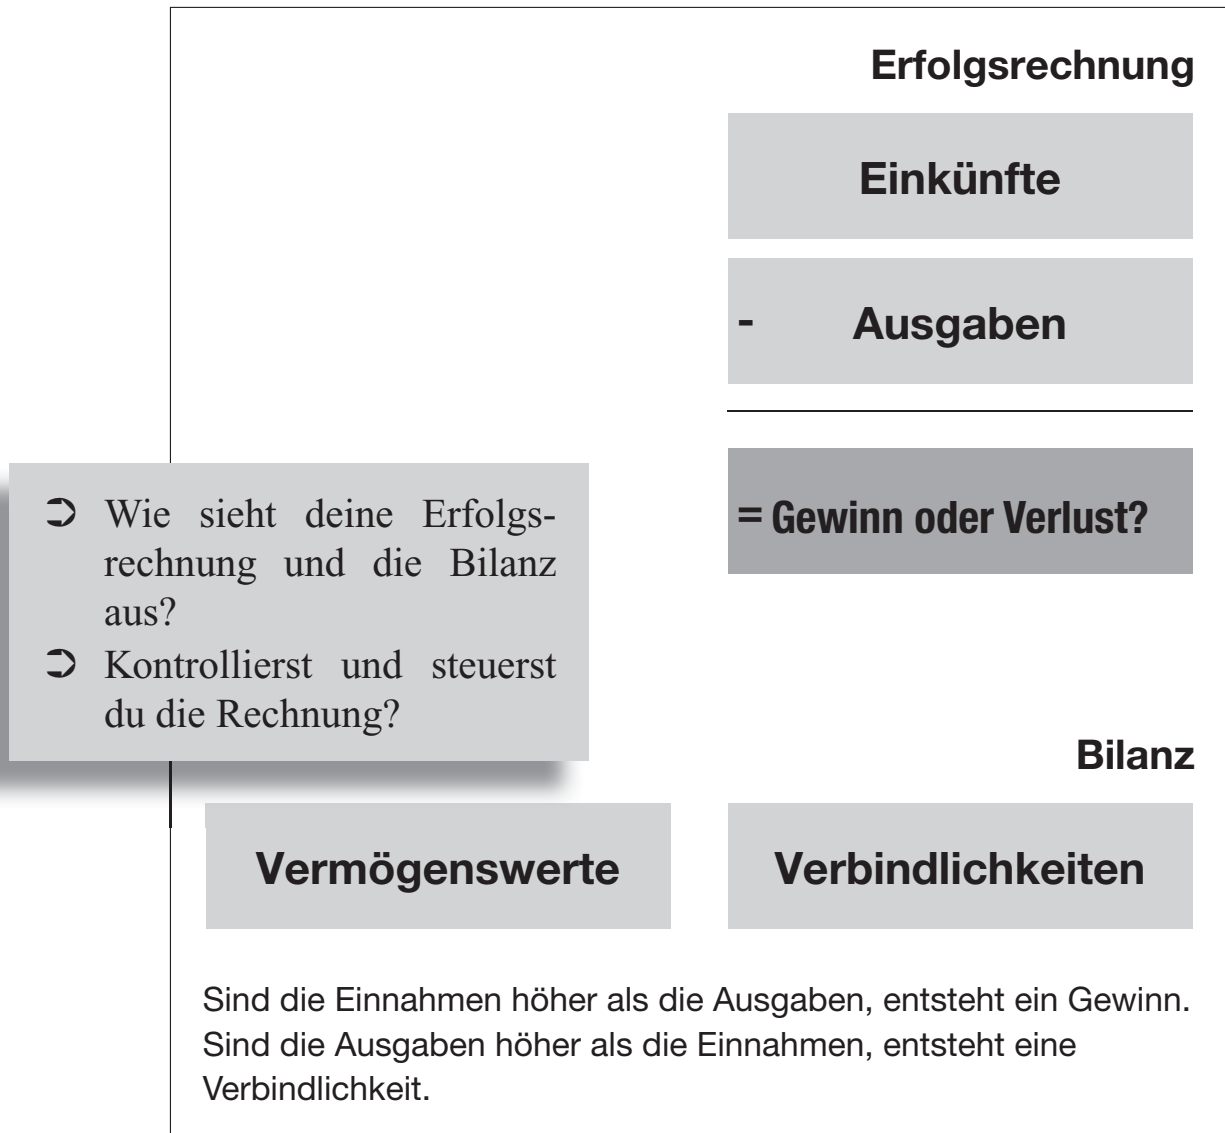 Erfolgsrechnung
Einkünfte
- Ausgaben
= Gewinn oder Verlust?
➲ Wie sieht deine Erfolgs-
rechnung und die Bilanz
aus?
➲ Kontrollierst und steuerst
du die Rechnung?
Bilanz
Vermögenswerte Verbindlichkeiten
Sind die Einnahmen höher als die Ausgaben, entsteht ein Gewinn.
Sind die Ausgaben höher als die Einnahmen, entsteht eine
Verbindlichkeit.